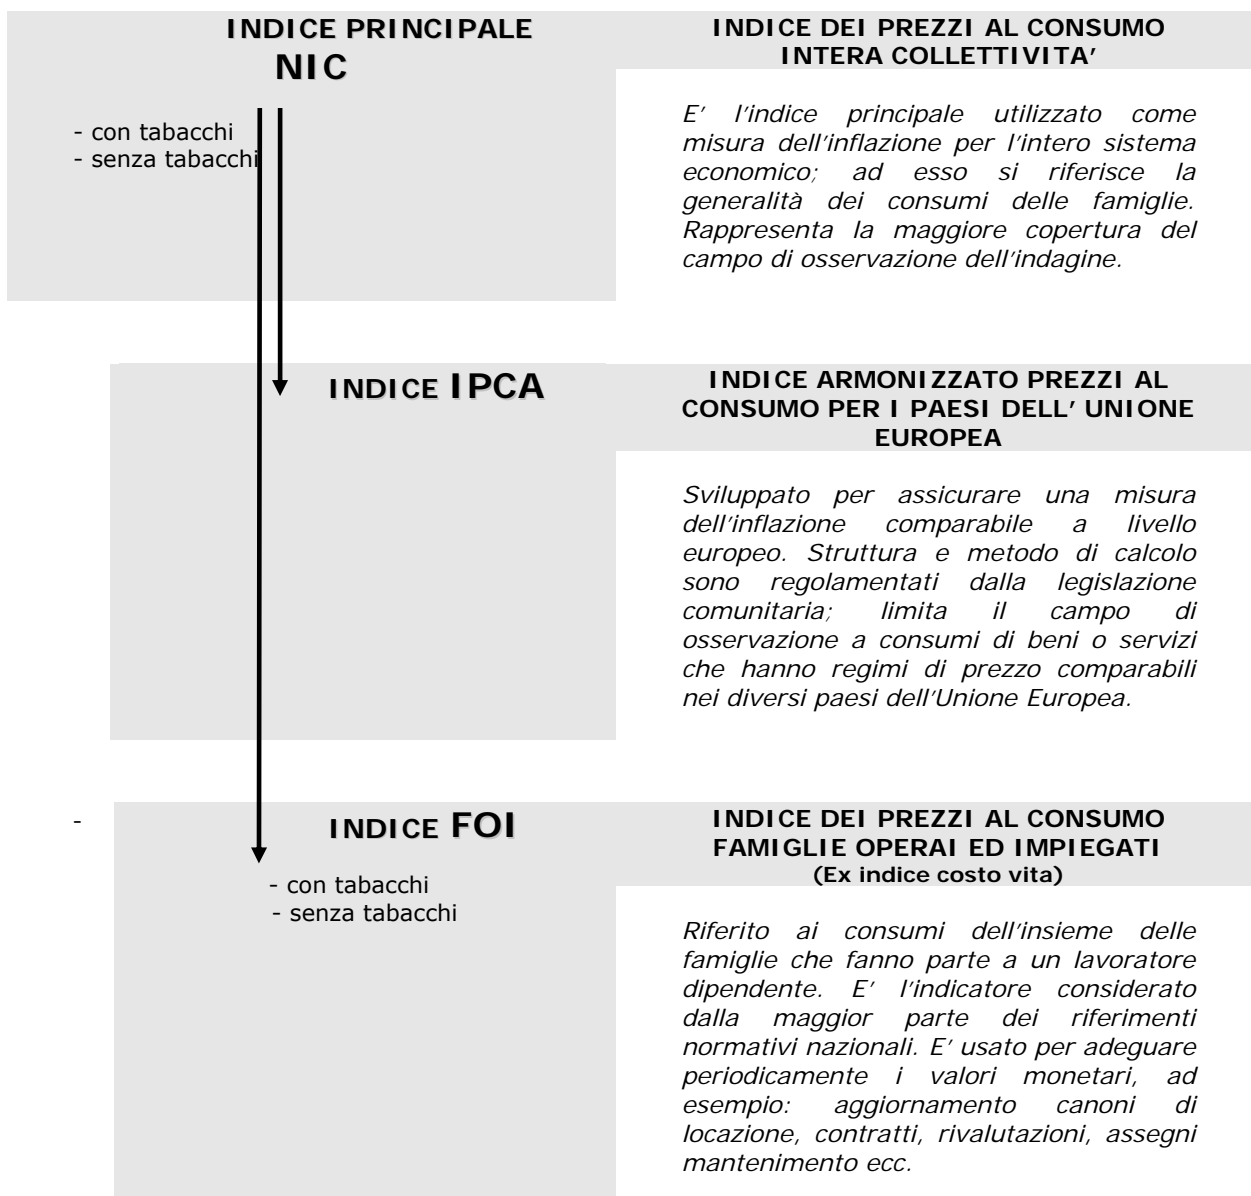 INDICE PRINCIPALE
NIC
- con tabacchi
- senza tabacchi
INDICE DEI PREZZI AL CONSUMO
INTERA COLLETTIVITA’
E’ l’indice principale utilizzato come
misura dell’inflazione per l’intero sistema
economico; ad esso si riferisce la
generalità dei consumi delle famiglie.
Rappresenta la maggiore copertura del
campo di osservazione dell’indagine.
INDICE IPCA
INDICE ARMONIZZATO PREZZI AL
CONSUMO PER I PAESI DELL’ UNIONE
EUROPEA
Sviluppato per assicurare una misura
dell’inflazione comparabile a livello
europeo. Struttura e metodo di calcolo
sono regolamentati dalla legislazione
comunitaria; limita il campo di
osservazione a consumi di beni o servizi
che hanno regimi di prezzo comparabili
nei diversi paesi dell’Unione Europea.
-
INDICE FOI
- con tabacchi
- senza tabacchi
INDICE DEI PREZZI AL CONSUMO
FAMIGLIE OPERAI ED IMPIEGATI
(Ex indice costo vita)
Riferito ai consumi dell’insieme delle
famiglie che fanno parte a un lavoratore
dipendente. E’ l’indicatore considerato
dalla maggior parte dei riferimenti
normativi nazionali. E’ usato per adeguare
periodicamente i valori monetari, ad
esempio: aggiornamento canoni di
locazione, contratti, rivalutazioni, assegni
mantenimento ecc.